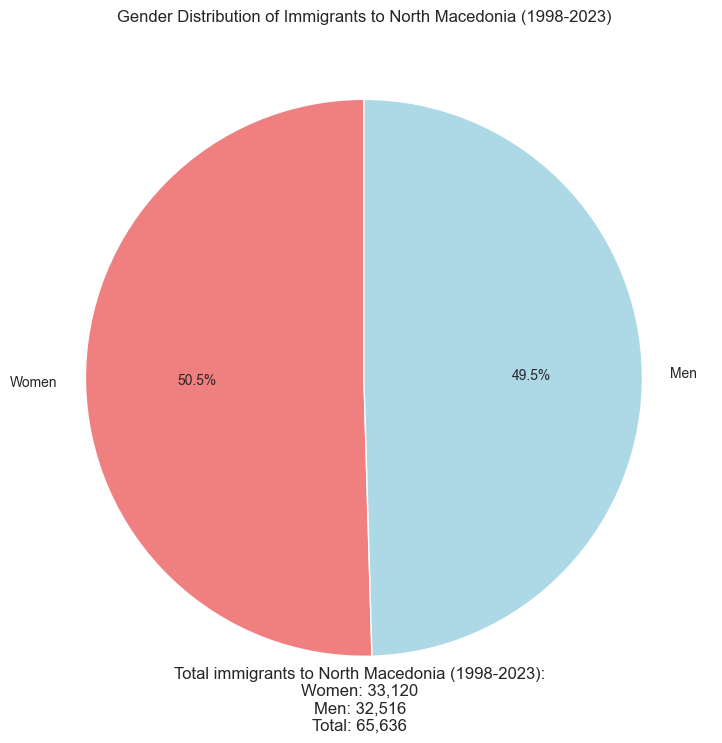 Gender Distribution of Immigrants to North Macedonia (1998-2023)
Women
50.5%
49.5%
Men
Total immigrants to North Macedonia (1998-2023):
Women: 33,120
Men: 32,516
Total: 65,636